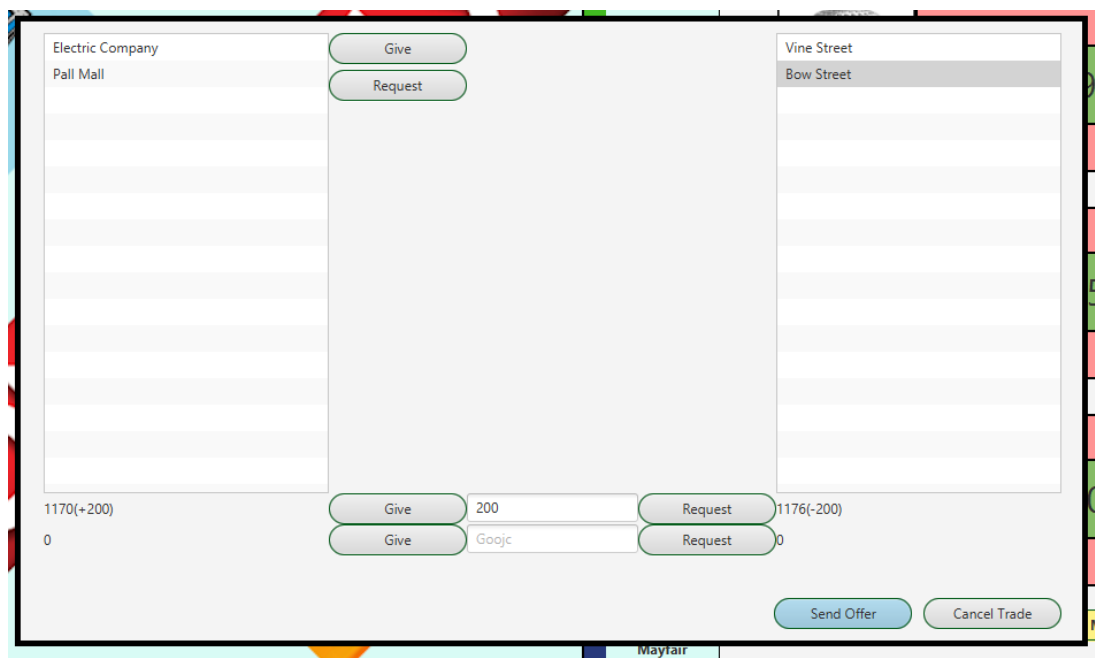 Electric Company
Give
Vine Street
Pall Mall
Request
Bow Street
1170(+200)
Give
200
Request
1176(-200)
0
Give
Goojc
Request
0
Send Offer
Cancel Trade
Mayfair